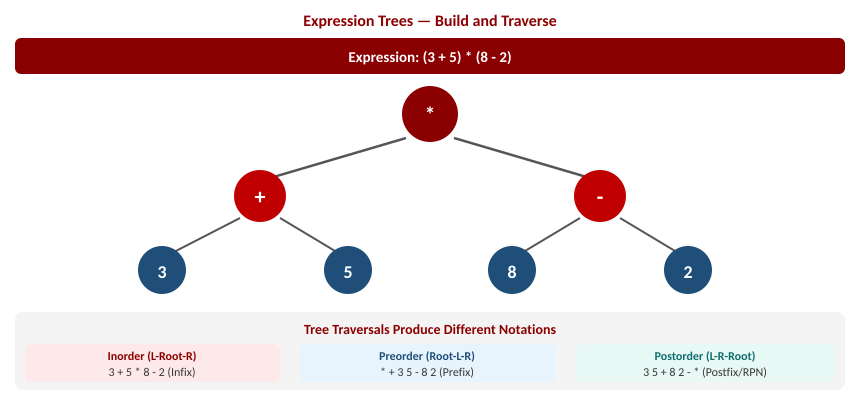 Expression Trees — Build and Traverse
Expression: (3 + 5) * (8 - 2)
*
+
-
3
5
8
2
Tree Traversals Produce Different Notations
Inorder (L-Root-R)
3 + 5 * 8 - 2 (Infix)
Preorder (Root-L-R)
* + 3 5 - 8 2 (Prefix)
Postorder (L-R-Root)
3 5 + 8 2 - * (Postfix/RPN)